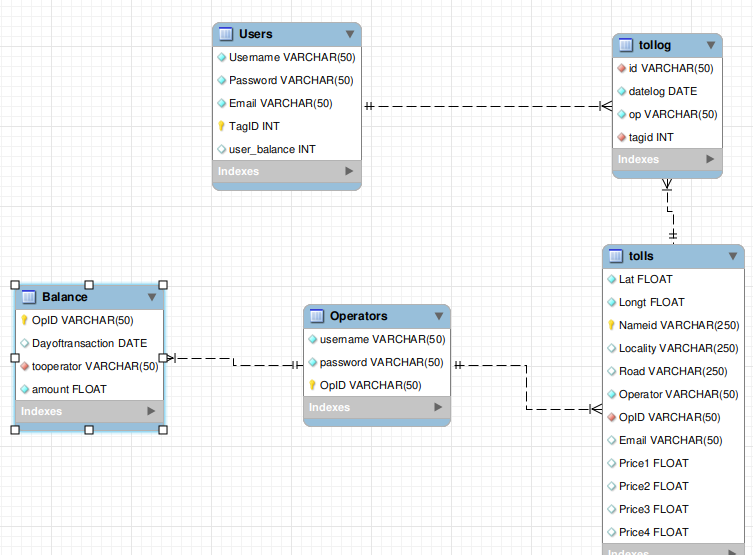 Users
Username VARCHAR(50)
Password VARCHAR(50)
Email VARCHAR(50)
TagID INT
user_balance INT
Indexes
tollog
id VARCHAR(50)
datelog DATE
op VARCHAR(50)
tagid INT
Indexes
Balance
OpID VARCHAR(50)
Dayoftransaction DATE
tooperator VARCHAR(50)
amount FLOAT
Indexes
Operators
username VARCHAR(50)
password VARCHAR(50)
OpID VARCHAR(50)
Indexes
tolls
Lat FLOAT
Longt FLOAT
Nameid VARCHAR(250)
Locality VARCHAR(250)
Road VARCHAR(250)
Operator VARCHAR(50)
OpID VARCHAR(50)
Email VARCHAR(50)
Price1 FLOAT
Price2 FLOAT
Price3 FLOAT
Price4 FLOAT
Indexes